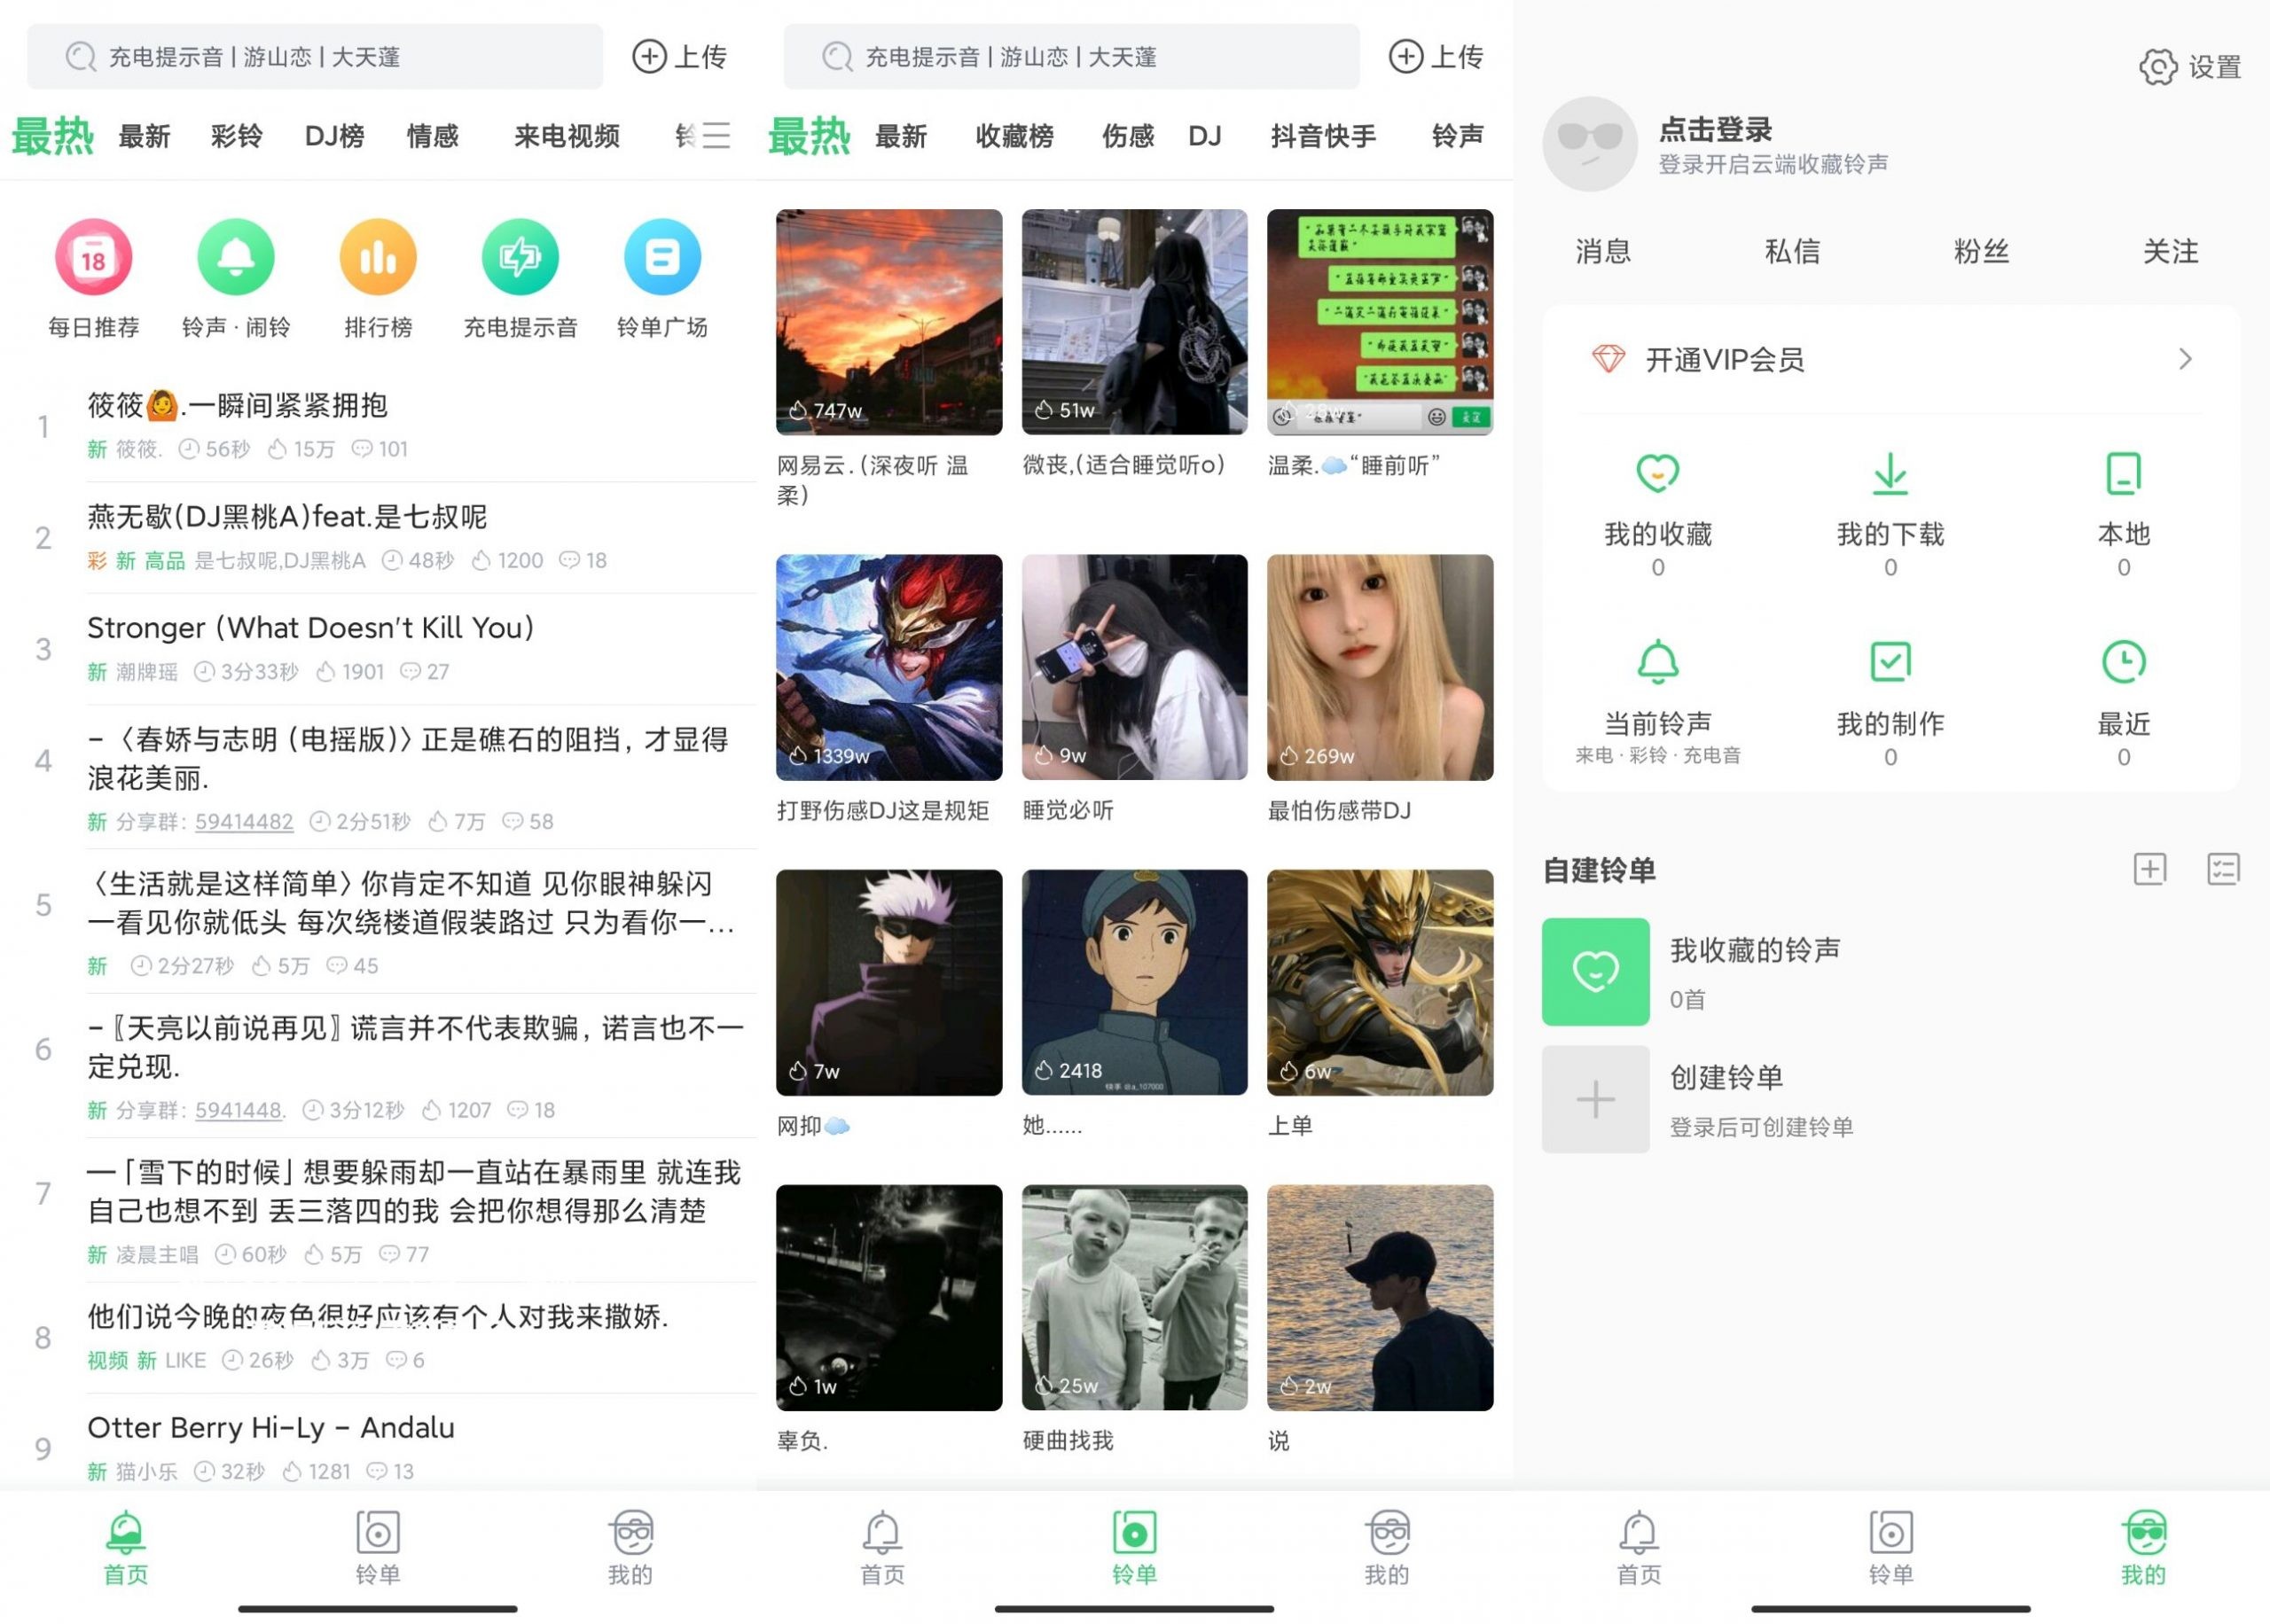 充电提示音 | 游山恋 | 大天蓬
上传
最热 最新 彩铃 DJ榜 情感 来电视频
18
每日推荐 铃声·闹铃 排行榜 充电提示音 铃单广场
1
筱筱🙆.一瞬间紧紧拥抱
新 筱筱. 56秒 15万 101
2
燕无歇(DJ黑桃A)feat.是七叔呢
彩 新 高品 是七叔呢,DJ黑桃A 48秒 1200 18
3
Stronger (What Doesn't Kill You)
新 潮牌瑶 3分33秒 1901 27
4
-〈春娇与志明 (电摇版)〉正是礁石的阻挡, 才显得
浪花美丽.
新 分享群: 59414482 2分51秒 7万 58
5
〈生活就是这样简单〉你肯定不知道 见你眼神躲闪
一看见你就低头 每次绕楼道假装路过 只为看你一...
新 2分27秒 5万 45
6
-〖天亮以前说再见〗谎言并不代表欺骗, 诺言也不一
定兑现.
新 分享群: 5941448. 3分12秒 1207 18
7
一「雪下的时候」想要躲雨却一直站在暴雨里 就连我
自己也想不到 丢三落四的我 会把你想得那么清楚
新 凌晨主唱 60秒 5万 77
8
他们说今晚的夜色很好应该有个人对我来撒娇.
视频 新 LIKE 26秒 3万 6
9
Otter Berry Hi-Ly - Andalu
新 猫小乐 32秒 1281 13
首页 铃单 我的
充电提示音 | 游山恋 | 大天蓬
上传
最热 最新 收藏榜 伤感 DJ 抖音快手 铃声
747w 51w
网易云.(深夜听 温
柔)
微丧,(适合睡觉听o)
温柔.☁️“睡前听”
1339w 9w 269w
打野伤感DJ这是规矩 睡觉必听 最怕伤感带DJ
7w 2418 6w
快手 @a_107000
网抑☁️ 她...... 上单
1w 25w 2w
辜负. 硬曲找我 说
首页 铃单 我的
设置
点击登录
登录开启云端收藏铃声
消息 私信 粉丝 关注
开通VIP会员
我的收藏 我的下载 本地
0 0 0
当前铃声 我的制作 最近
来电·彩铃·充电音 0 0
自建铃单
我收藏的铃声
0首
创建铃单
登录后可创建铃单
首页 铃单 我的